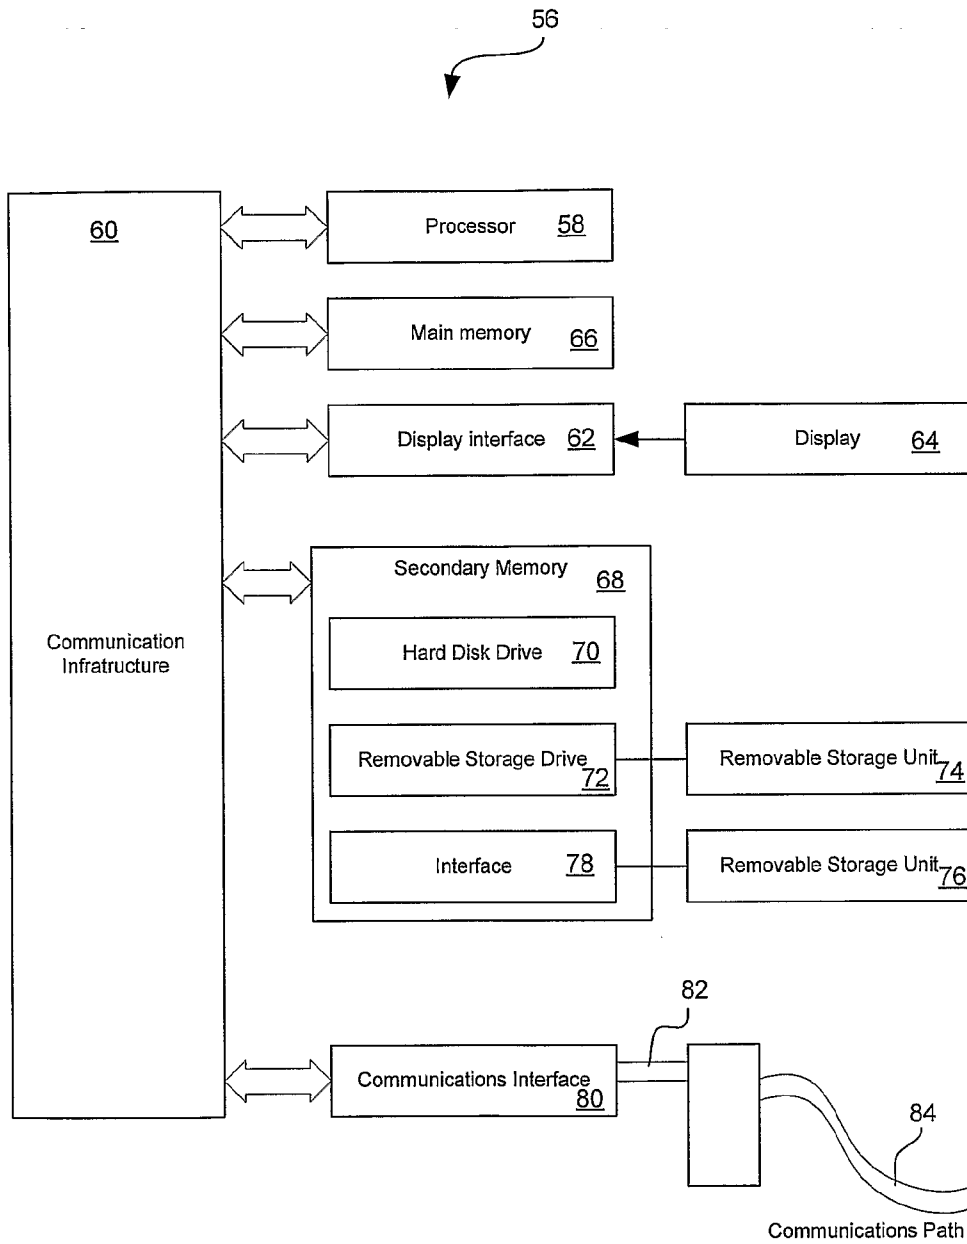 56
60
Processor 58
Main memory 66
Display interface 62
Display 64
Secondary Memory 68
Communication
Infratructure
Hard Disk Drive 70
Removable Storage Drive 72
Removable Storage Unit 74
Interface 78
Removable Storage Unit 76
82
Communications Interface 80
84
Communications Path